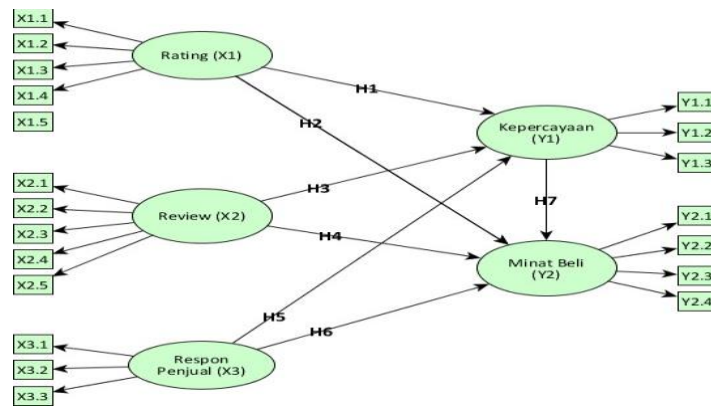 X1.1
X1.2
X1.3
X1.4
X1.5
Rating (X1)
H1
H2
Kepercayaan
(Y1)
Y1.1
Y1.2
Y1.3
X2.1
X2.2
X2.3
X2.4
X2.5
Review (X2)
H3
H4
H7
Minat Beli
(Y2)
Y2.1
Y2.2
Y2.3
Y2.4
X3.1
X3.2
X3.3
Respon
Penjual (X3)
H5
H6